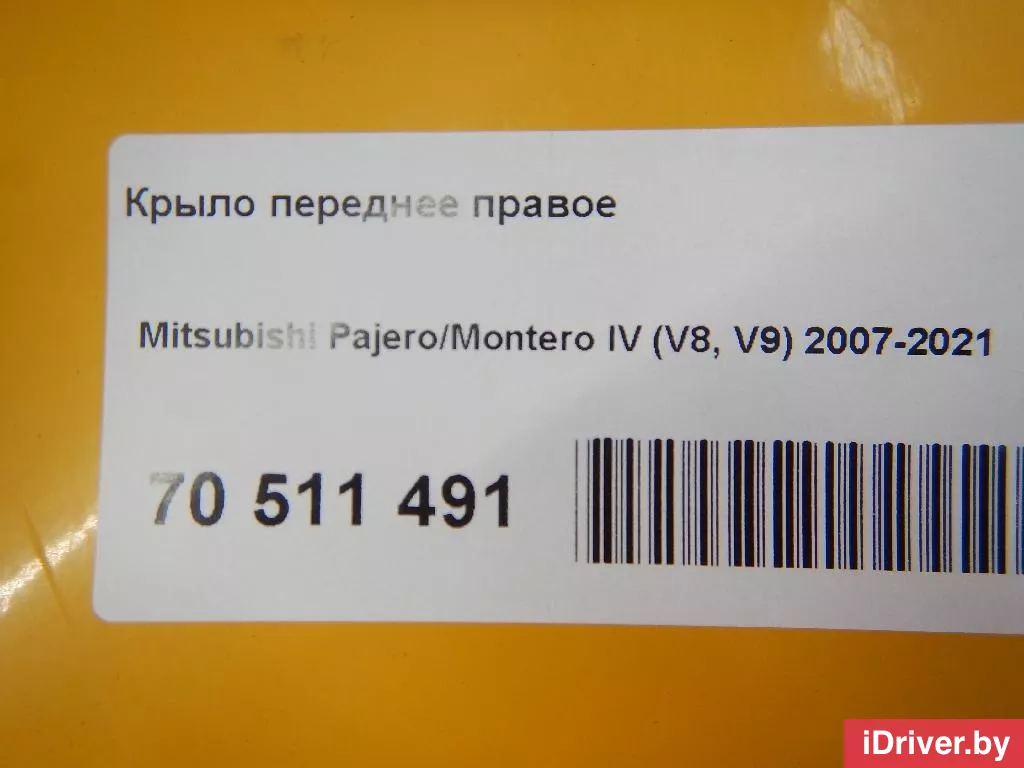 Крыло переднее правое
Mitsubishi Pajero/Montero IV (V8, V9) 2007-2021
70 511 491
iDriver.by